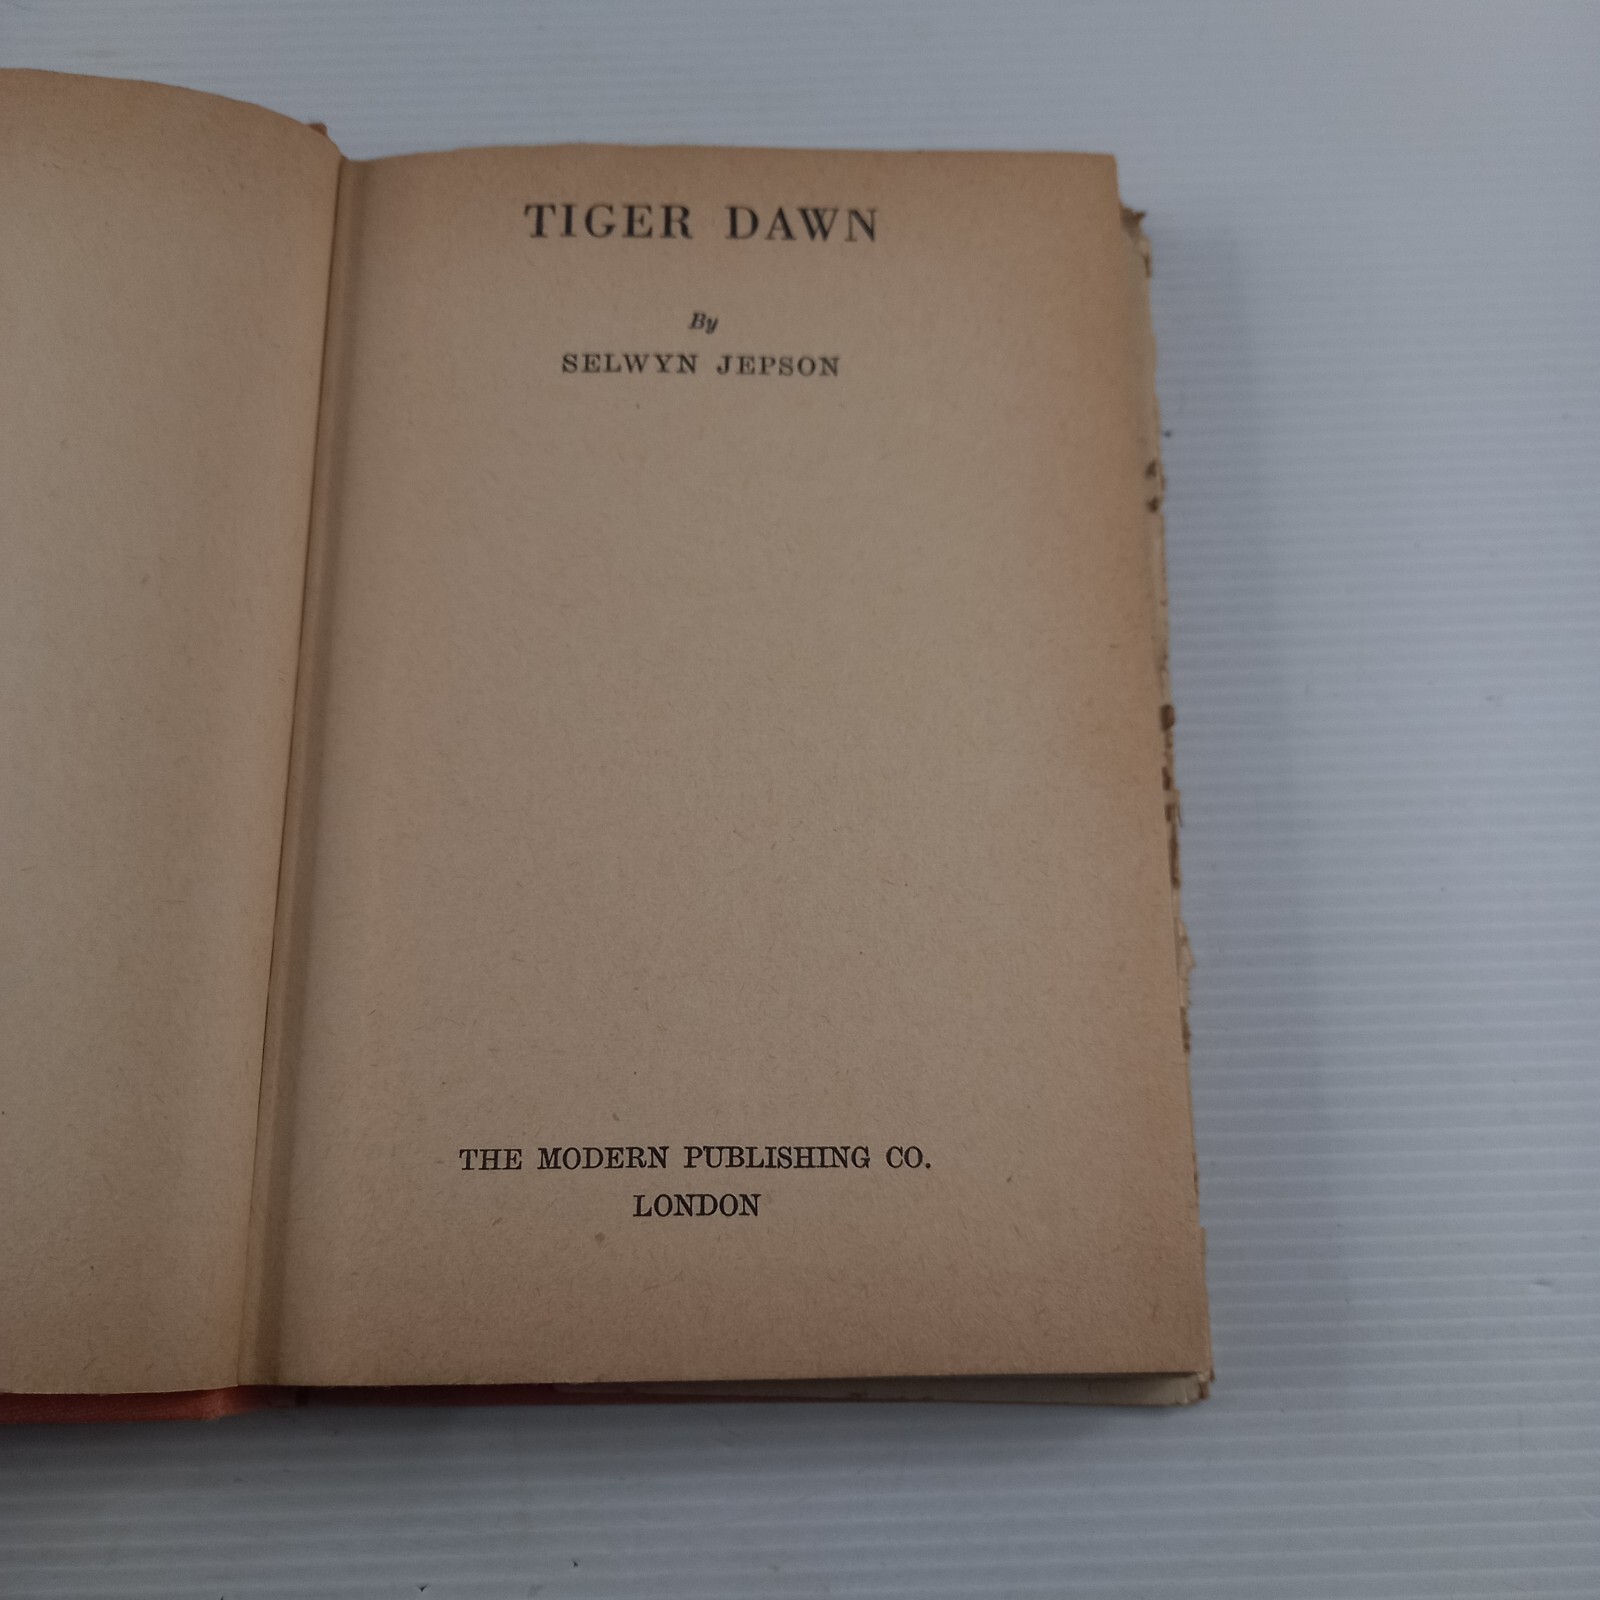 TIGER DAWN
By
SELWYN JEPSON
THE MODERN PUBLISHING CO.
LONDON